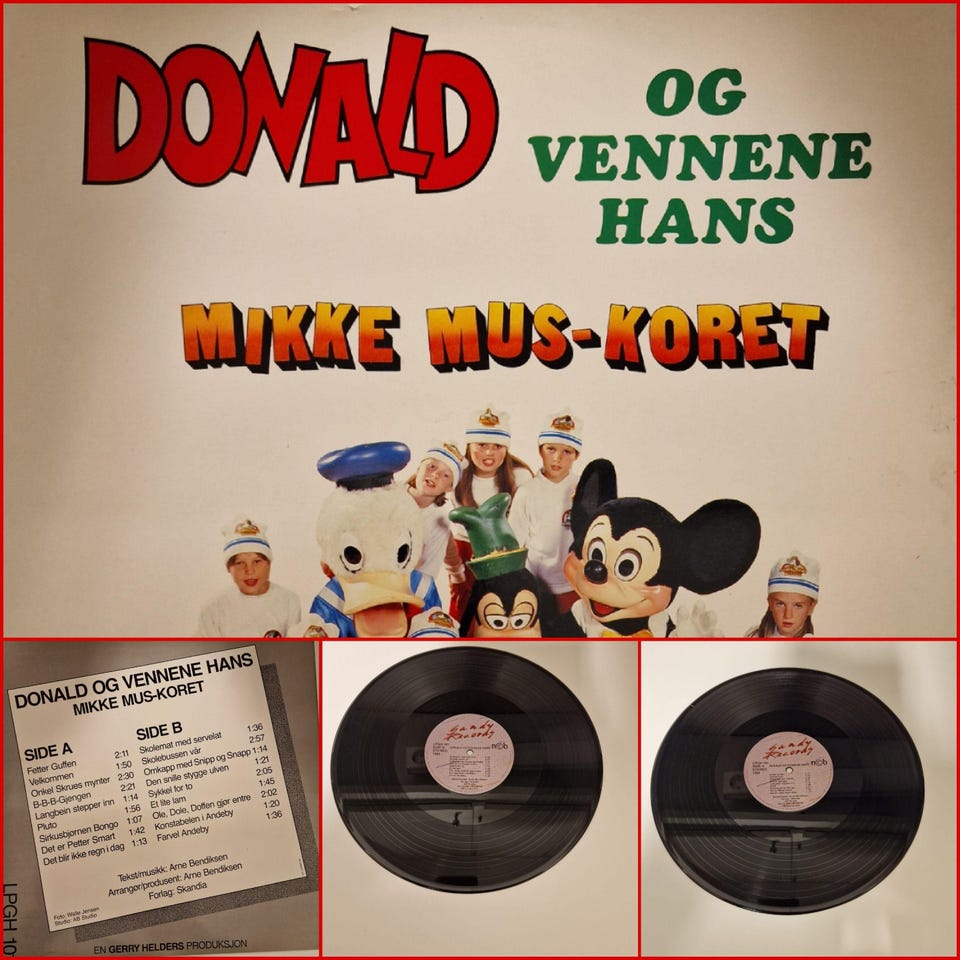 DONALD
OG
VENNENE
HANS
MIKKE MUS-KORET
DONALD OG VENNENE HANS
MIKKE MUS-KORET
SIDE A
Fetter Guffen 2:11
Velkommen 1:50
Onkel Skrues mynter 2:30
B-B-B-Gjengen 2:21
Langbein stepper inn 1:14
Pluto 1:56
Sirkusbjørnen Bongo 1:07
Det er Petter Smart 1:42
Det blir ikke regn i dag 1:13
SIDE B
Skolemat med servelat 1:36
Skolebussen vår 2:57
Omkapp med Snipp og Snapp 1:14
Den snille stygge ulven 1:21
Sykkel for to 2:05
Et lite lam 1:45
Ole, Dole, Doffen gjør entre 2:02
Konstabelen i Andeby 1:20
Farvel Andeby 1:36
Tekst/musikk: Arne Bendiksen
Arrangør/produsent: Arne Bendiksen
Forlag: Skandia
Foto: Walle Jensen
Studio: AB Studio
EN GERRY HELDERS PRODUKSJON
LPGH 10
Sandy
Records
n©b
Sandy
Records
n©b